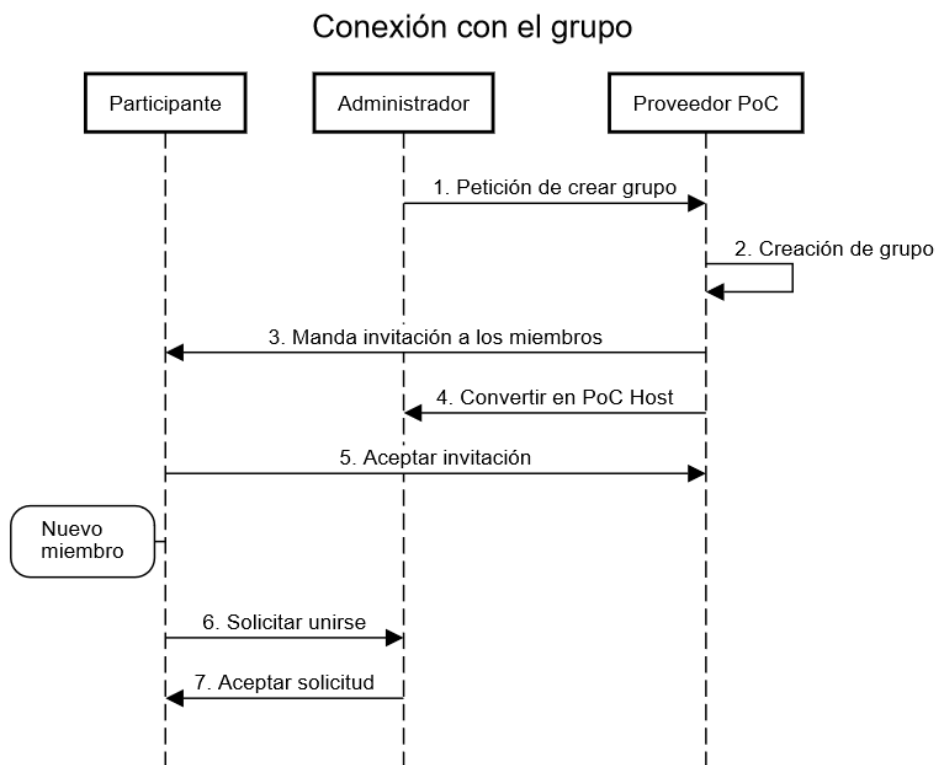 Conexión con el grupo
Participante
Administrador
Proveedor PoC
1. Petición de crear grupo
2. Creación de grupo
3. Manda invitación a los miembros
4. Convertir en PoC Host
5. Aceptar invitación
Nuevo
miembro
6. Solicitar unirse
7. Aceptar solicitud